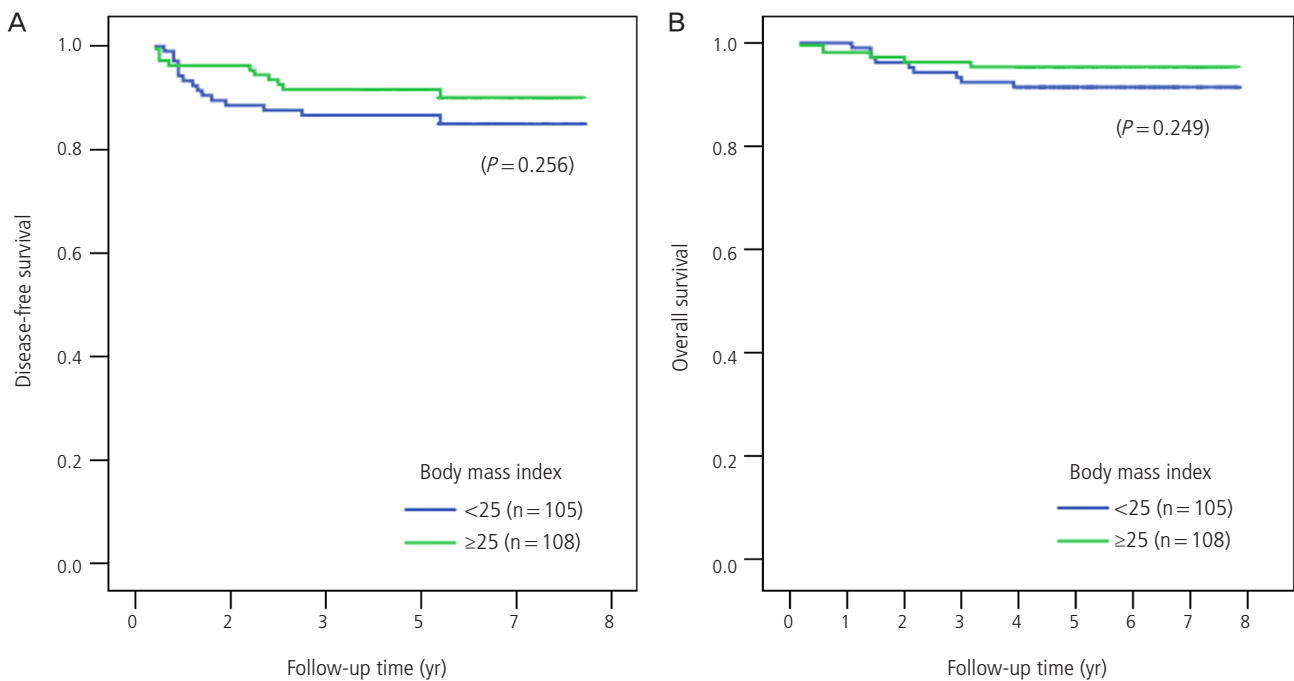 A
Disease-free survival
1.0
0.8
0.6
0.4
0.2
0.0
(P=0.256)
Body mass index
<25 (n=105)
≥25 (n=108)
0 2 3 5 7 8
Follow-up time (yr)
B
Overall survival
1.0
0.8
0.6
0.4
0.2
0.0
(P=0.249)
Body mass index
<25 (n=105)
≥25 (n=108)
0 1 2 3 4 5 6 7 8
Follow-up time (yr)